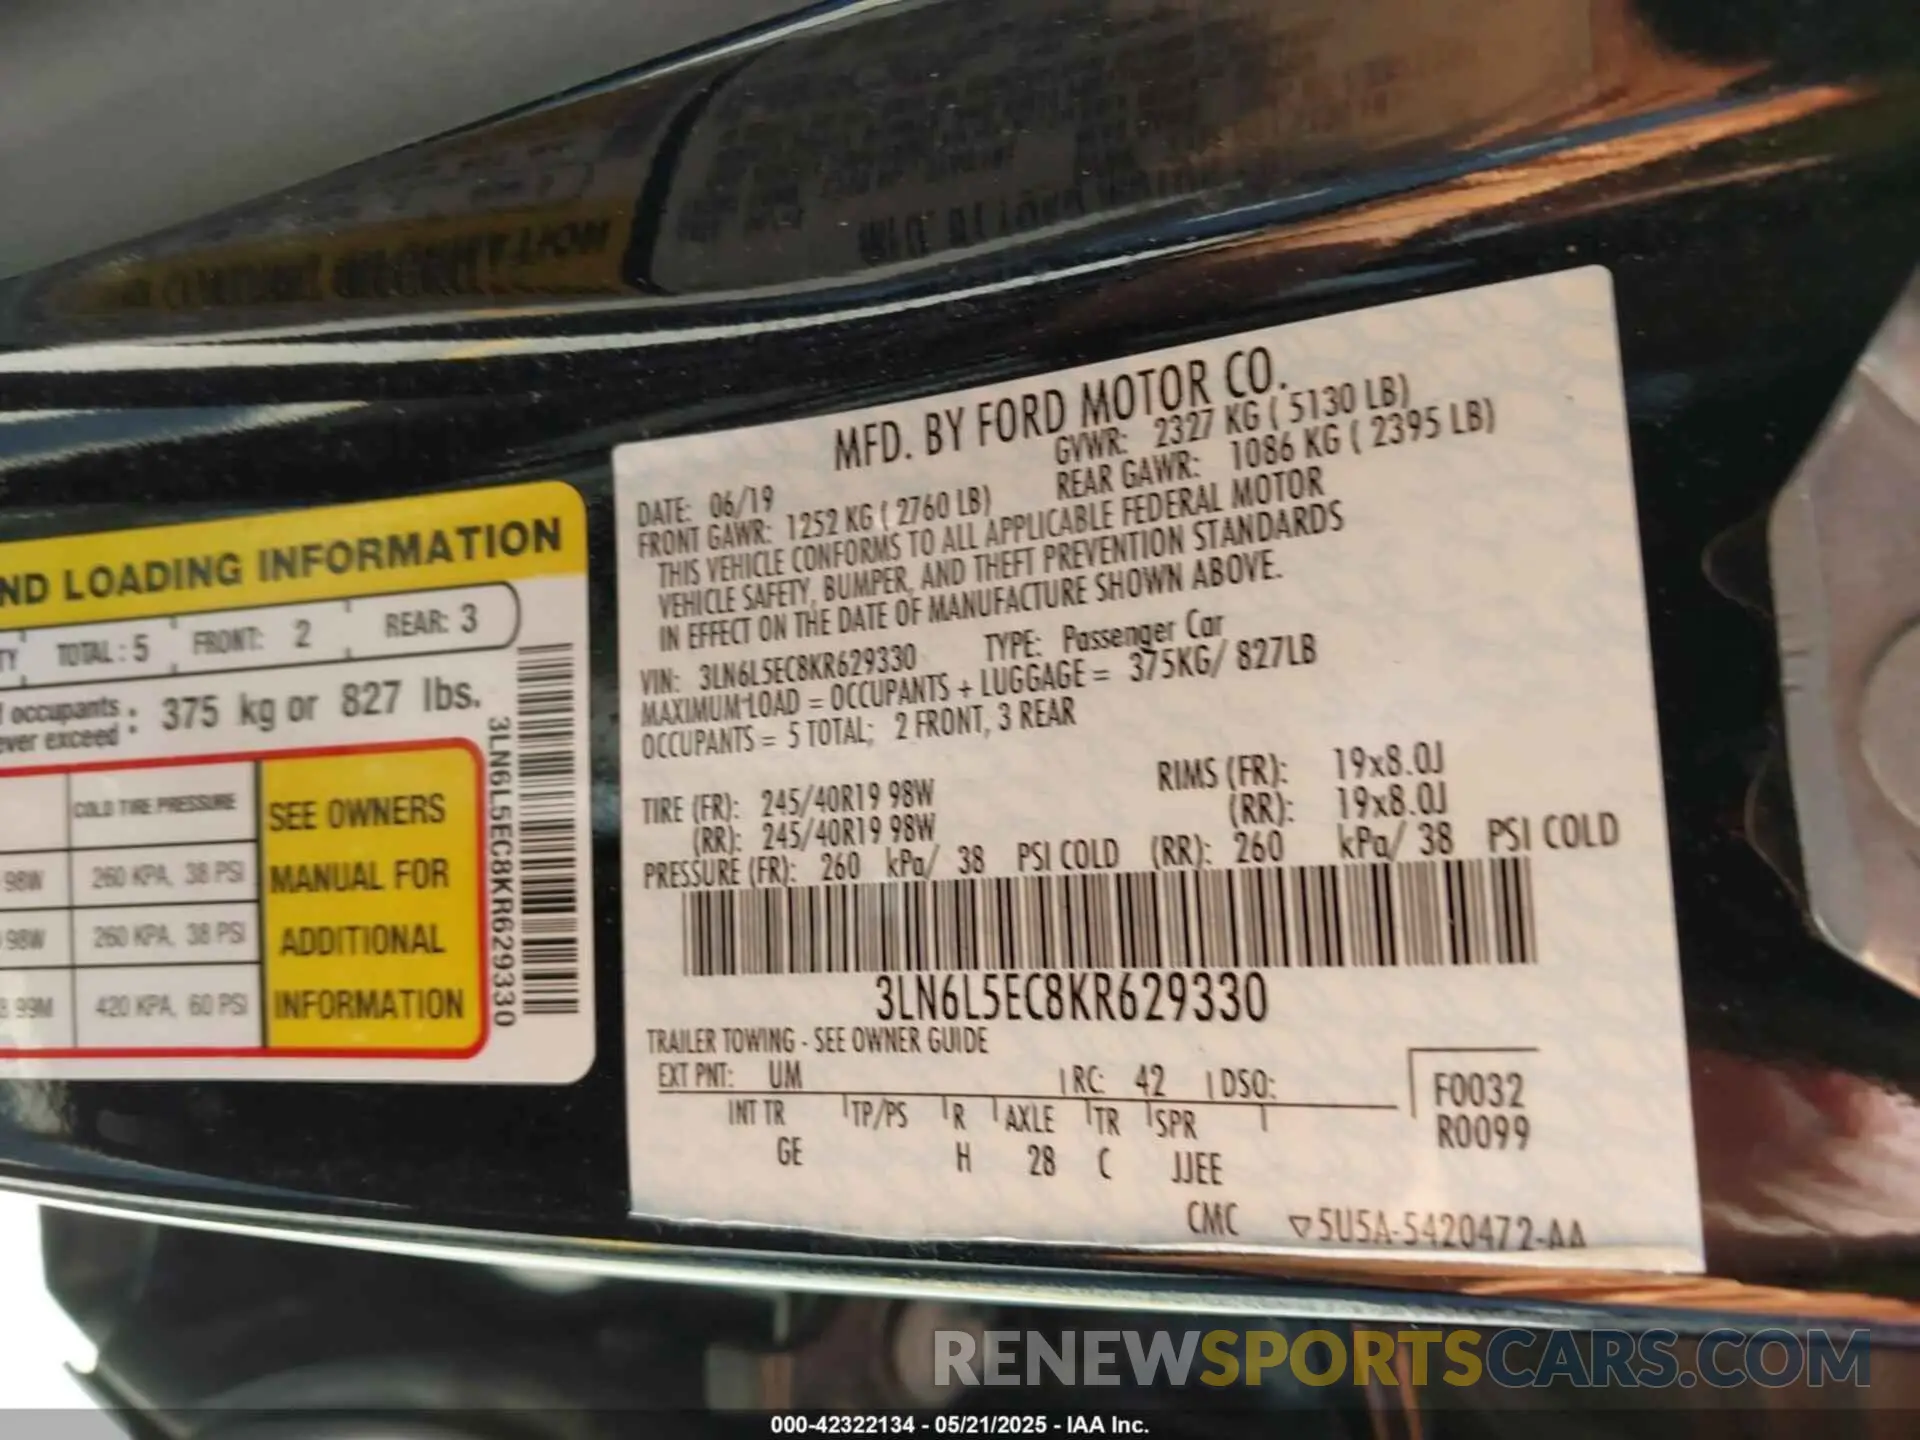 ND LOADING INFORMATION
TY TOTAL: 5 FRONT: 2 REAR: 3
f occupants
ever exceed : 375 kg or 827 lbs.
COLD TIRE PRESSURE
98W 260 KPA, 38 PSI
98W 260 KPA, 38 PSI
99M 420 KPA, 60 PSI
SEE OWNERS
MANUAL FOR
ADDITIONAL
INFORMATION
3LN6L5EC8KR629330
MFD. BY FORD MOTOR CO.
DATE: 06/19 GVWR: 2327 KG ( 5130 LB)
FRONT GAWR: 1252 KG ( 2760 LB) REAR GAWR: 1086 KG ( 2395 LB)
THIS VEHICLE CONFORMS TO ALL APPLICABLE FEDERAL MOTOR
VEHICLE SAFETY, BUMPER, AND THEFT PREVENTION STANDARDS
IN EFFECT ON THE DATE OF MANUFACTURE SHOWN ABOVE.
VIN: 3LN6L5EC8KR629330 TYPE: Passenger Car
MAXIMUM LOAD = OCCUPANTS + LUGGAGE = 375KG/ 827LB
OCCUPANTS = 5 TOTAL; 2 FRONT, 3 REAR
TIRE (FR): 245/40R19 98W RIMS (FR): 19x8.0J
(RR): 245/40R19 98W (RR): 19x8.0J
PRESSURE (FR): 260 kPa/ 38 PSI COLD (RR): 260 kPa/ 38 PSI COLD
3LN6L5EC8KR629330
TRAILER TOWING - SEE OWNER GUIDE
EXT PNT: UM RC: 42 DSO: F0032
INT TR TP/PS R AXLE TR SPR R0099
GE H 28 C JJEE
CMC ▽5U5A-5420472-AA
RENEWSPORTSCARS.COM
000-42322134 - 05/21/2025 - IAA Inc.